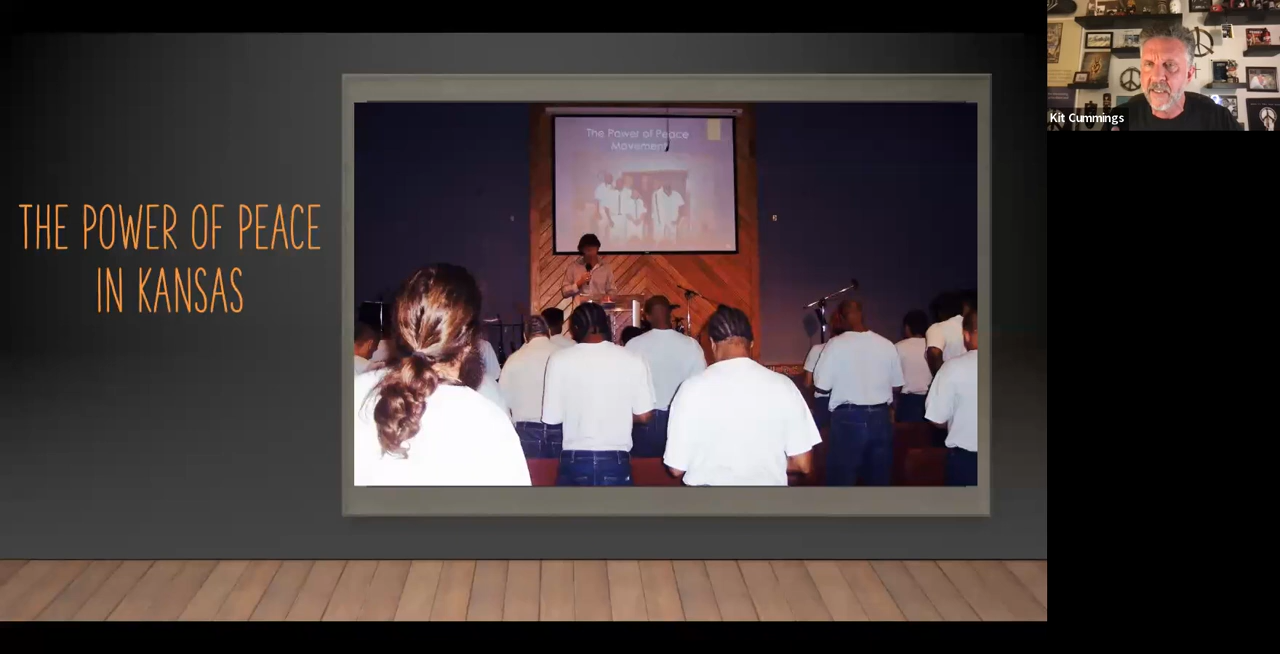 THE POWER OF PEACE
IN KANSAS
The Power of Peace
Movement
Kit Cummings